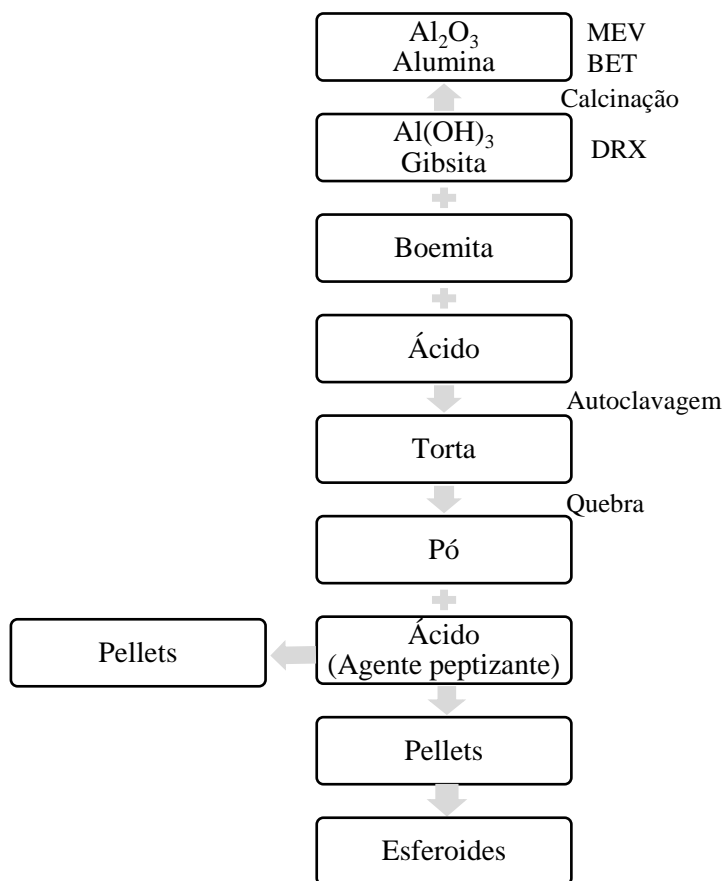 Al₂O₃
Alumina
MEV
BET
Calcinação
Al(OH)₃
Gibsita
DRX
Boemita
Ácido
Autoclavagem
Torta
Quebra
Pó
Pellets
Ácido
(Agente peptizante)
Pellets
Esferoides